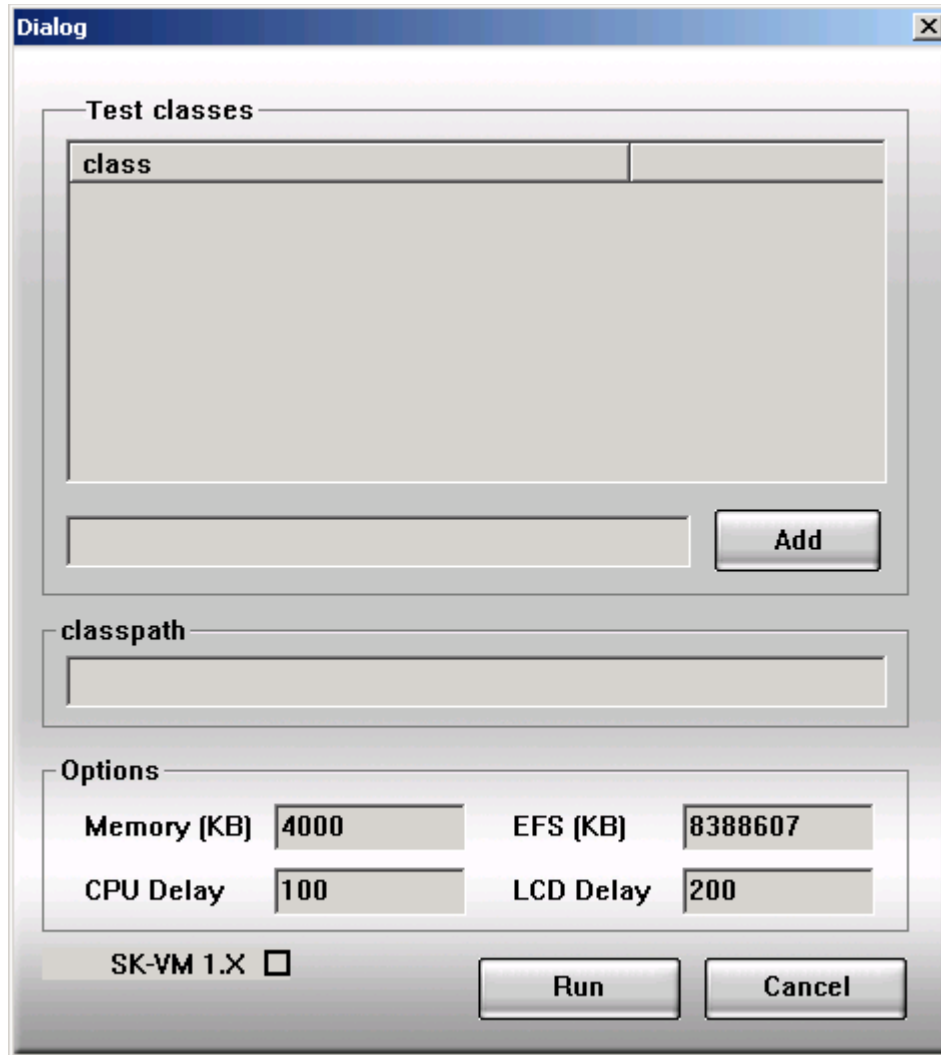 Dialog
Test classes
class
Add
classpath
Options
Memory (KB) 4000 EFS (KB) 8388607
CPU Delay 100 LCD Delay 200
SK-VM 1.X
Run Cancel